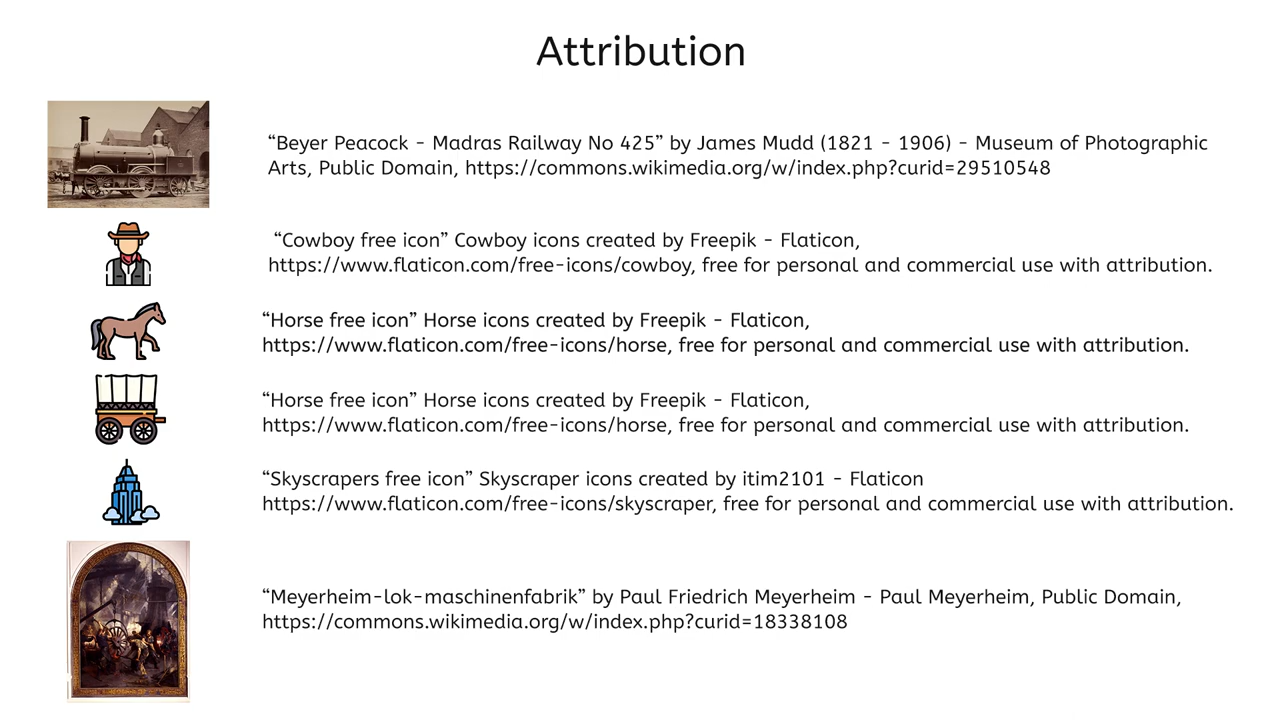 Attribution
“Beyer Peacock - Madras Railway No 425” by James Mudd (1821 - 1906) - Museum of Photographic
Arts, Public Domain, https://commons.wikimedia.org/w/index.php?curid=29510548
“Cowboy free icon” Cowboy icons created by Freepik - Flaticon,
https://www.flaticon.com/free-icons/cowboy, free for personal and commercial use with attribution.
“Horse free icon” Horse icons created by Freepik - Flaticon,
https://www.flaticon.com/free-icons/horse, free for personal and commercial use with attribution.
“Horse free icon” Horse icons created by Freepik - Flaticon,
https://www.flaticon.com/free-icons/horse, free for personal and commercial use with attribution.
“Skyscrapers free icon” Skyscraper icons created by itim2101 - Flaticon
https://www.flaticon.com/free-icons/skyscraper, free for personal and commercial use with attribution.
“Meyerheim-lok-maschinenfabrik” by Paul Friedrich Meyerheim - Paul Meyerheim, Public Domain,
https://commons.wikimedia.org/w/index.php?curid=18338108